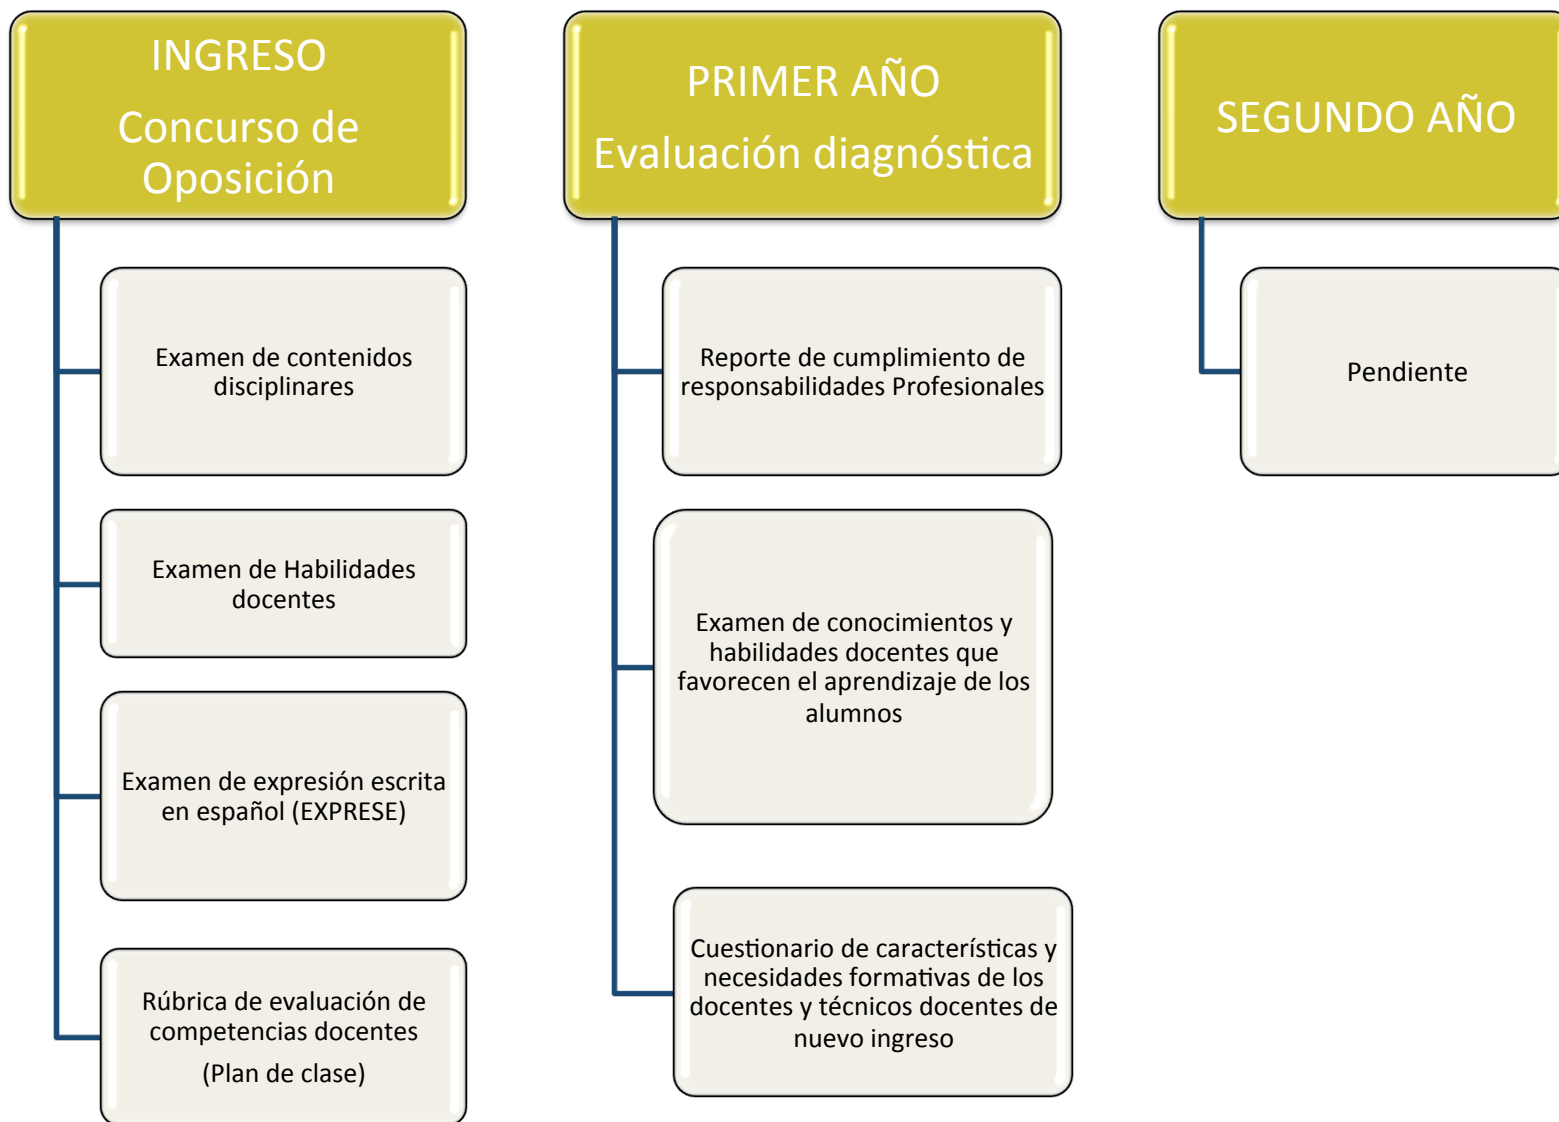 INGRESO
Concurso de
Oposición
Examen de contenidos
disciplinares
Examen de Habilidades
docentes
Examen de expresión escrita
en español (EXPRESE)
Rúbrica de evaluación de
competencias docentes
(Plan de clase)
PRIMER AÑO
Evaluación diagnóstica
Reporte de cumplimiento de
responsabilidades Profesionales
Examen de conocimientos y
habilidades docentes que
favorecen el aprendizaje de los
alumnos
Cuestionario de características y
necesidades formativas de los
docentes y técnicos docentes de
nuevo ingreso
SEGUNDO AÑO
Pendiente